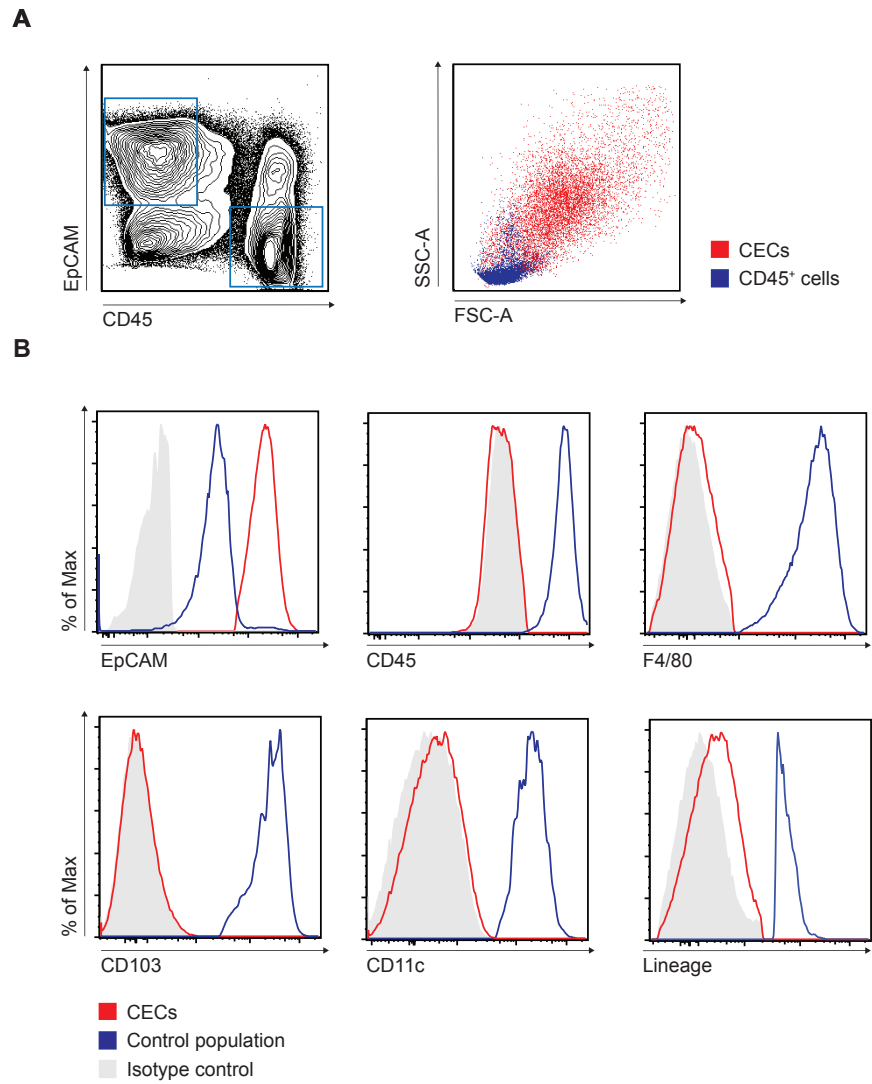 A
EpCAM
CD45
SSC-A
FSC-A
CECs
CD45⁺ cells
B
% of Max
EpCAM
CD45
F4/80
% of Max
CD103
CD11c
Lineage
CECs
Control population
Isotype control